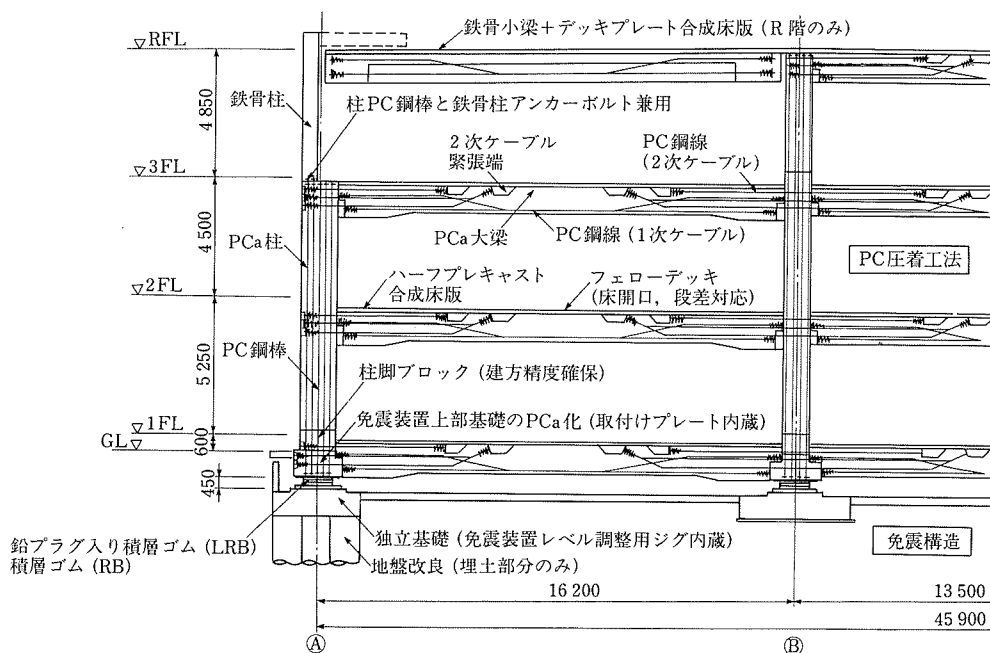 鉄骨小梁+デッキプレート合成床版 (R 階のみ)
▽RFL
鉄骨柱
柱PC鋼棒と鉄骨柱アンカーボルト兼用
4 850
2次ケーブル
緊張端
PC鋼線
(2次ケーブル)
▽3FL
PCa柱
PCa大梁
PC鋼線 (1次ケーブル)
4 500
PC圧着工法
ハーフプレキャスト
合成床版
フェローデッキ
(床開口, 段差対応)
▽2FL
PC鋼棒
5 250
柱脚ブロック (建方精度確保)
免震装置上部基礎のPCa化 (取付けプレート内蔵)
▽1FL
GL▽
600
450
鉛プラグ入り積層ゴム (LRB)
積層ゴム (RB)
独立基礎 (免震装置レベル調整用ジグ内蔵)
地盤改良 (埋土部分のみ)
免震構造
16 200
13 500
45 900
Ⓐ
Ⓑ